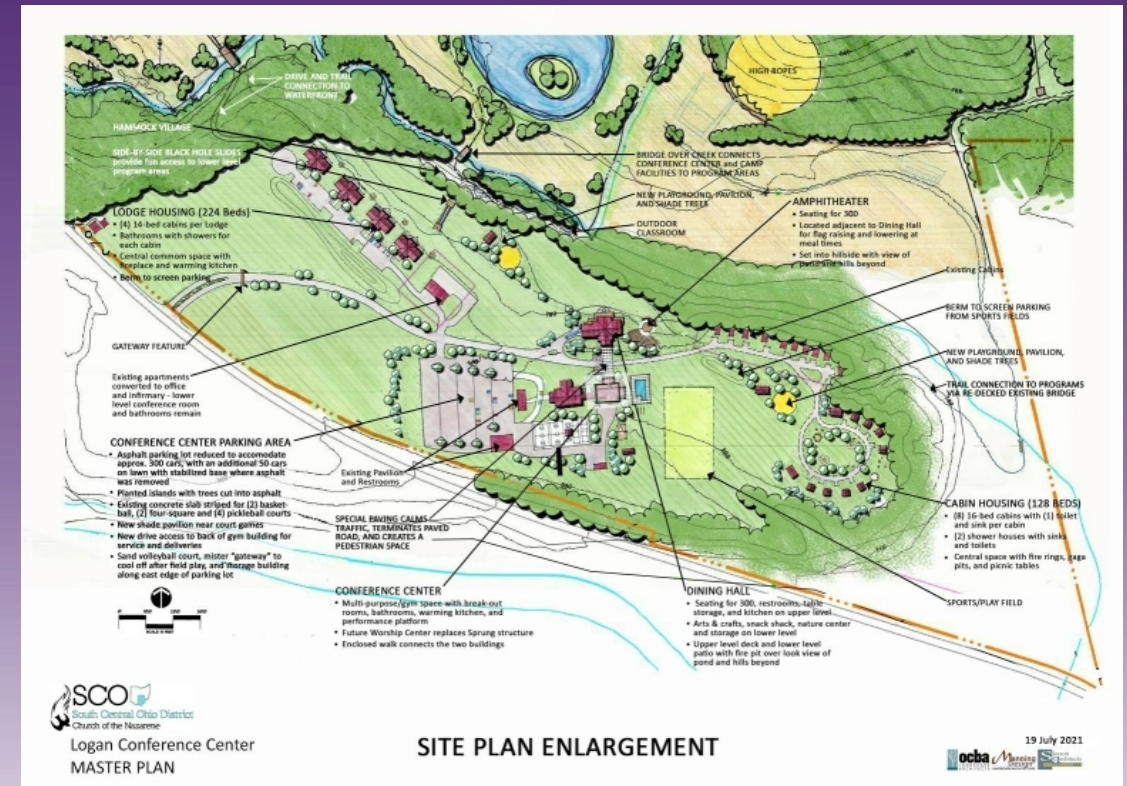 DRIVE AND TRAIL
CONNECTION TO
WATERFRONT
HIGH ROPES
HAMMOCK VILLAGE
SIDE-BY-SIDE BLACK HOLE SLIDES
provide fun access to lower level
program areas
BRIDGE OVER CREEK CONNECTS
CONFERENCE CENTER and CAMP
FACILITIES TO PROGRAM AREAS
NEW PLAYGROUND, PAVILION,
AND SHADE TREES
OUTDOOR
CLASSROOM
AMPHITHEATER
• Seating for 300
• Located adjacent to Dining Hall
for flag raising and lowering at
meal times
• Set into hillside with view of
pond and hills beyond
LODGE HOUSING (224 Beds)
• (4) 14-bed cabins per Lodge
• Bathrooms with showers for
each cabin
• Central common space with
fireplace and warming kitchen
• Berm to screen parking
Existing Cabins
BERM TO SCREEN PARKING
FROM SPORTS FIELDS
GATEWAY FEATURE
NEW PLAYGROUND, PAVILION,
AND SHADE TREES
TRAIL CONNECTION TO PROGRAMS
VIA RE-DECKED EXISTING BRIDGE
Existing apartments
converted to office
and infirmary - lower
level conference room
and bathrooms remain
CONFERENCE CENTER PARKING AREA
• Asphalt parking lot reduced to accomodate
approx. 300 cars, with an additional 50 cars
on lawn with stabilized base where asphalt
was removed
• Planted islands with trees cut into asphalt
• Existing concrete slab striped for (2) basket-
ball, (2) four-square and (4) pickleball courts
• New shade pavilion near court games
• New drive access to back of gym building for
service and deliveries
• Sand volleyball court, mister "gateway" to
cool off after field play, and storage building
along east edge of parking lot
Existing Pavilion
and Restrooms
SPECIAL PAVING CALMS
TRAFFIC, TERMINATES PAVED
ROAD, AND CREATES A
PEDESTRIAN SPACE
CABIN HOUSING (128 BEDS)
• (8) 16-bed cabins with (1) toilet
and sink per cabin
• (2) shower houses with sinks
and toilets
• Central space with fire rings, gaga
pits, and picnic tables
CONFERENCE CENTER
• Multi-purpose/gym space with break-out
rooms, bathrooms, warming kitchen, and
performance platform
• Future Worship Center replaces Sprung structure
• Enclosed walk connects the two buildings
DINING HALL
• Seating for 300, restrooms, table
storage, and kitchen on upper level
• Arts & crafts, snack shack, nature center
and storage on lower level
• Upper level deck and lower level
patio with fire pit over look view of
pond and hills beyond
SPORTS/PLAY FIELD
SCO
South Central Ohio District
Church of the Nazarene
Logan Conference Center
MASTER PLAN
SITE PLAN ENLARGEMENT
19 July 2021
ocba
Manning
Design